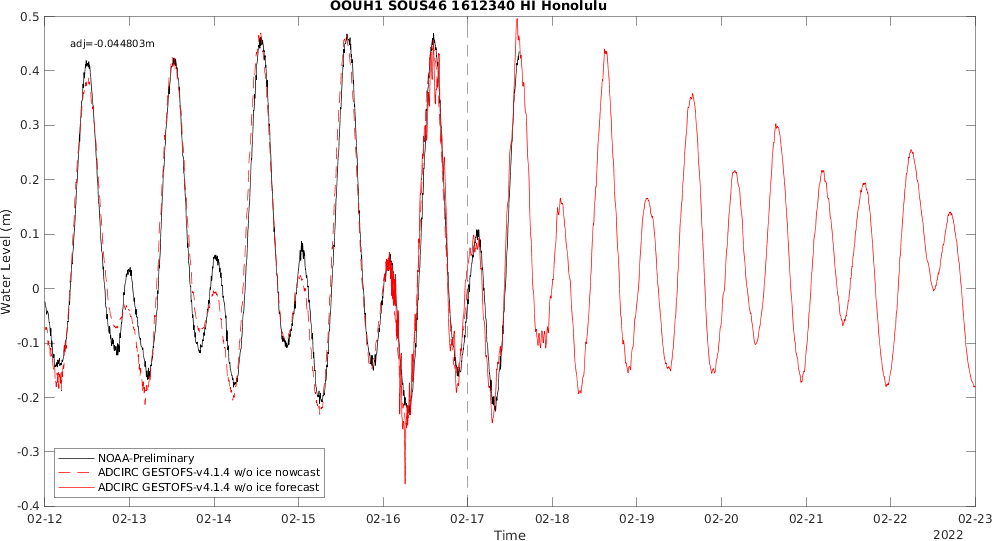 OOUH1 SOUS46 1612340 HI Honolulu
adj=-0.044803m
0.5
0.4
0.3
0.2
0.1
0
-0.1
-0.2
-0.3
-0.4
Water Level (m)
NOAA-Preliminary
ADCIRC GESTOFS-v4.1.4 w/o ice nowcast
ADCIRC GESTOFS-v4.1.4 w/o ice forecast
02-12 02-13 02-14 02-15 02-16 02-17 02-18 02-19 02-20 02-21 02-22 02-23
Time
2022